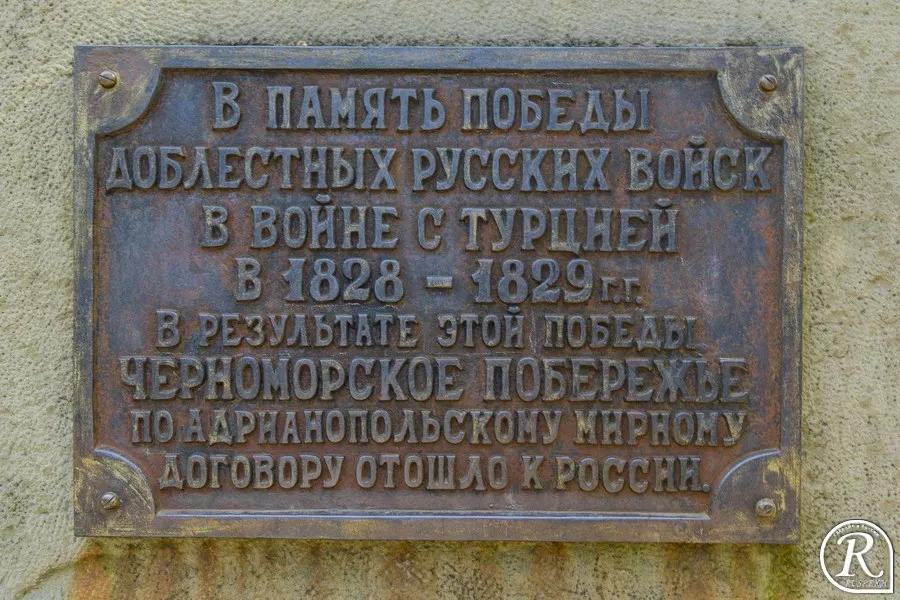 В ПАМЯТЬ ПОБЕДЫ
ДОБЛЕСТНЫХ РУССКИХ ВОЙСК
В ВОЙНЕ С ТУРЦИЕЙ
В 1828 – 1829 г.г.
В РЕЗУЛЬТАТЕ ЭТОЙ ПОБЕДЫ
ЧЕРНОМОРСКОЕ ПОБЕРЕЖЬЕ
ПО АДРИАНОПОЛЬСКОМУ МИРНОМУ
ДОГОВОРУ ОТОШЛО К РОССИИ.
R